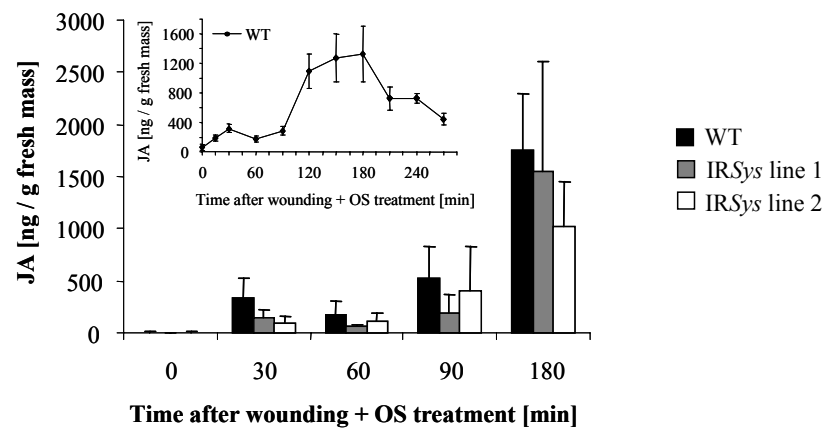 3000
2500
2000
1500
1000
500
0
JA [ng / g fresh mass]
1600
1200
800
400
0
JA [ng / g fresh mass]
WT
0 60 120 180 240
Time after wounding + OS treatment [min]
WT
IRSys line 1
IRSys line 2
0 30 60 90 180
Time after wounding + OS treatment [min]